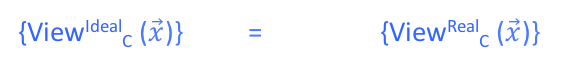 {View^Ideal_C (x⃗)} = {View^Real_C (x⃗)}